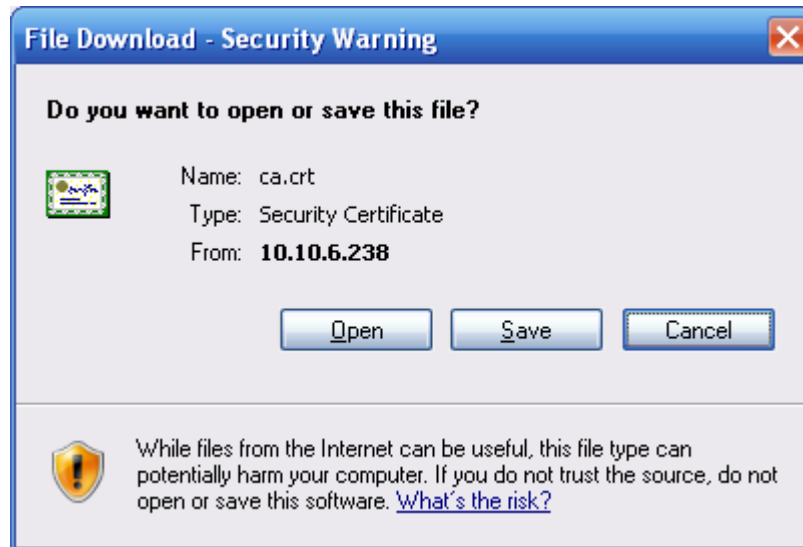 File Download - Security Warning
Do you want to open or save this file?
Name: ca.crt
Type: Security Certificate
From: 10.10.6.238
Open Save Cancel
While files from the Internet can be useful, this file type can
potentially harm your computer. If you do not trust the source, do not
open or save this software. What's the risk?